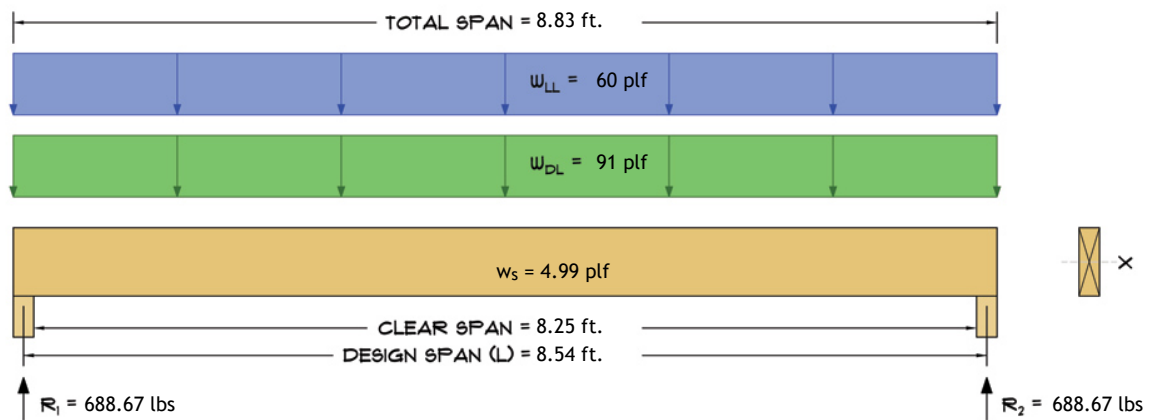 TOTAL SPAN = 8.83 ft.
WLL = 60 plf
WDL = 91 plf
ws = 4.99 plf
X
CLEAR SPAN = 8.25 ft.
DESIGN SPAN (L) = 8.54 ft.
R1 = 688.67 lbs
R2 = 688.67 lbs